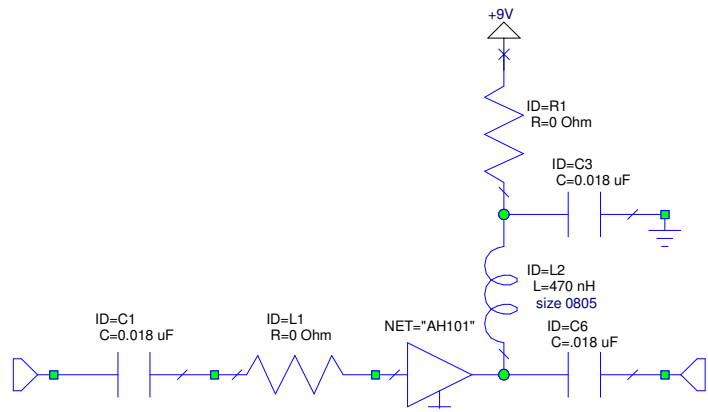 +9V
ID=R1
R=0 Ohm
ID=C3
C=0.018 uF
ID=L2
L=470 nH
size 0805
ID=C1
C=0.018 uF
ID=L1
R=0 Ohm
NET="AH101"
ID=C6
C=.018 uF